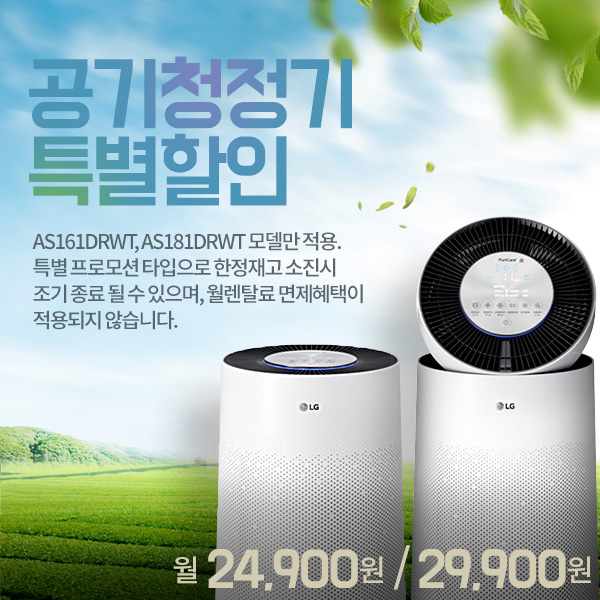 공기청정기
특별할인
AS161DRWT, AS181DRWT 모델만 적용.
특별 프로모션 타입으로 한정재고 소진시
조기 종료 될 수 있으며, 월렌탈료 면제혜택이
적용되지 않습니다.
PuriCare
LG
LG
월 24,900원 / 29,900원